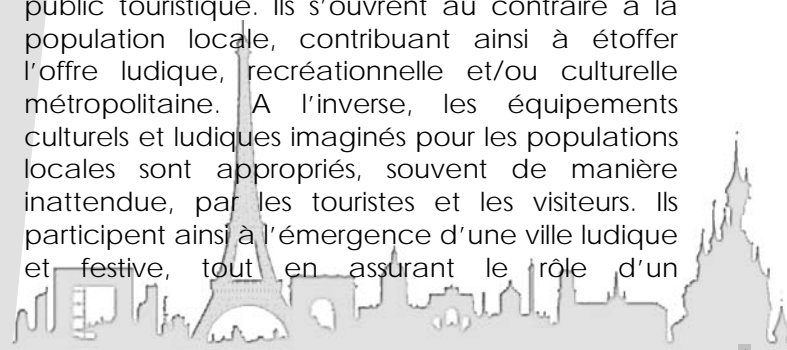 public touristique. Ils s’ouvrent au contraire à la
population locale, contribuant ainsi à étoffer
l’offre ludique, récréationnelle et/ou culturelle
métropolitaine. A l’inverse, les équipements
culturels et ludiques imaginés pour les populations
locales sont appropriés, souvent de manière
inattendue, par les touristes et les visiteurs. Ils
participent ainsi à l’émergence d’une ville ludique
et festive, tout en assurant le rôle d’un